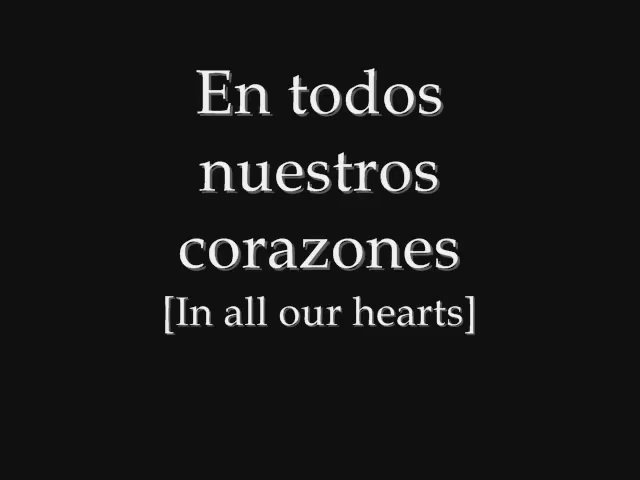 En todos
nuestros
corazones
[In all our hearts]